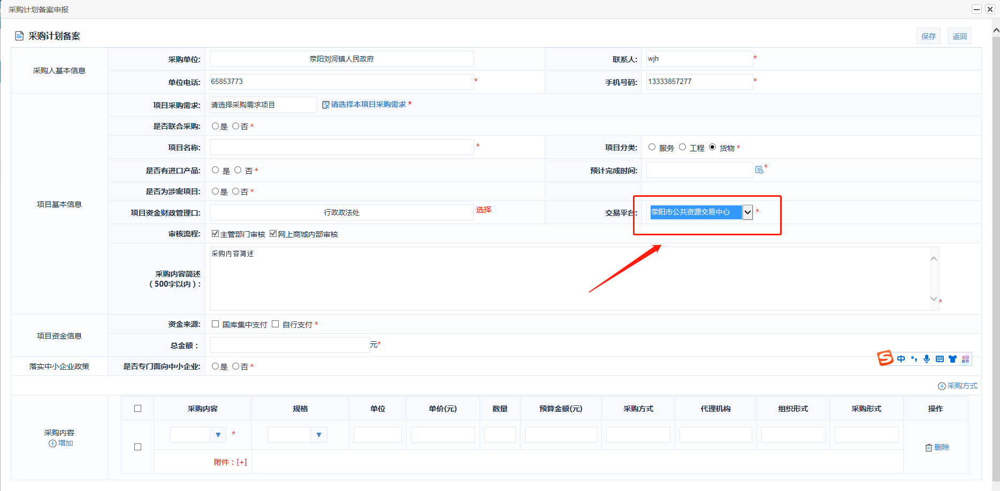 采购计划备案申报
采购计划备案
保存 返回
采购人基本信息
采购单位: 荥阳刘河镇人民政府 联系人: wjh *
单位电话: 65853773 * 手机号码: 13333857277 *
项目基本信息
项目采购需求: 请选择采购需求项目 请选择本项目采购需求 *
是否联合采购: 是 否 *
项目名称: * 项目分类: 服务 工程 货物 *
是否有进口产品: 是 否 * 预计完成时间: *
是否为涉密项目: 是 否 *
项目资金财政管理口: 行政政法处 选择 交易平台: 荥阳市公共资源交易中心 *
审核流程: 主管部门审核 网上商城内部审核
采购内容简述
（500字以内）:
采购内容简述
*
项目资金信息
资金来源: 国库集中支付 自行支付 *
总金额： 元*
S 中
落实中小企业政策 是否专门面向中小企业: 是 否 *
采购方式
采购内容
增加
采购内容 规格 单位 单价(元) 数量 预算金额(元) 采购方式 代理机构 组织形式 采购形式 操作
*
删除
附件：[+]